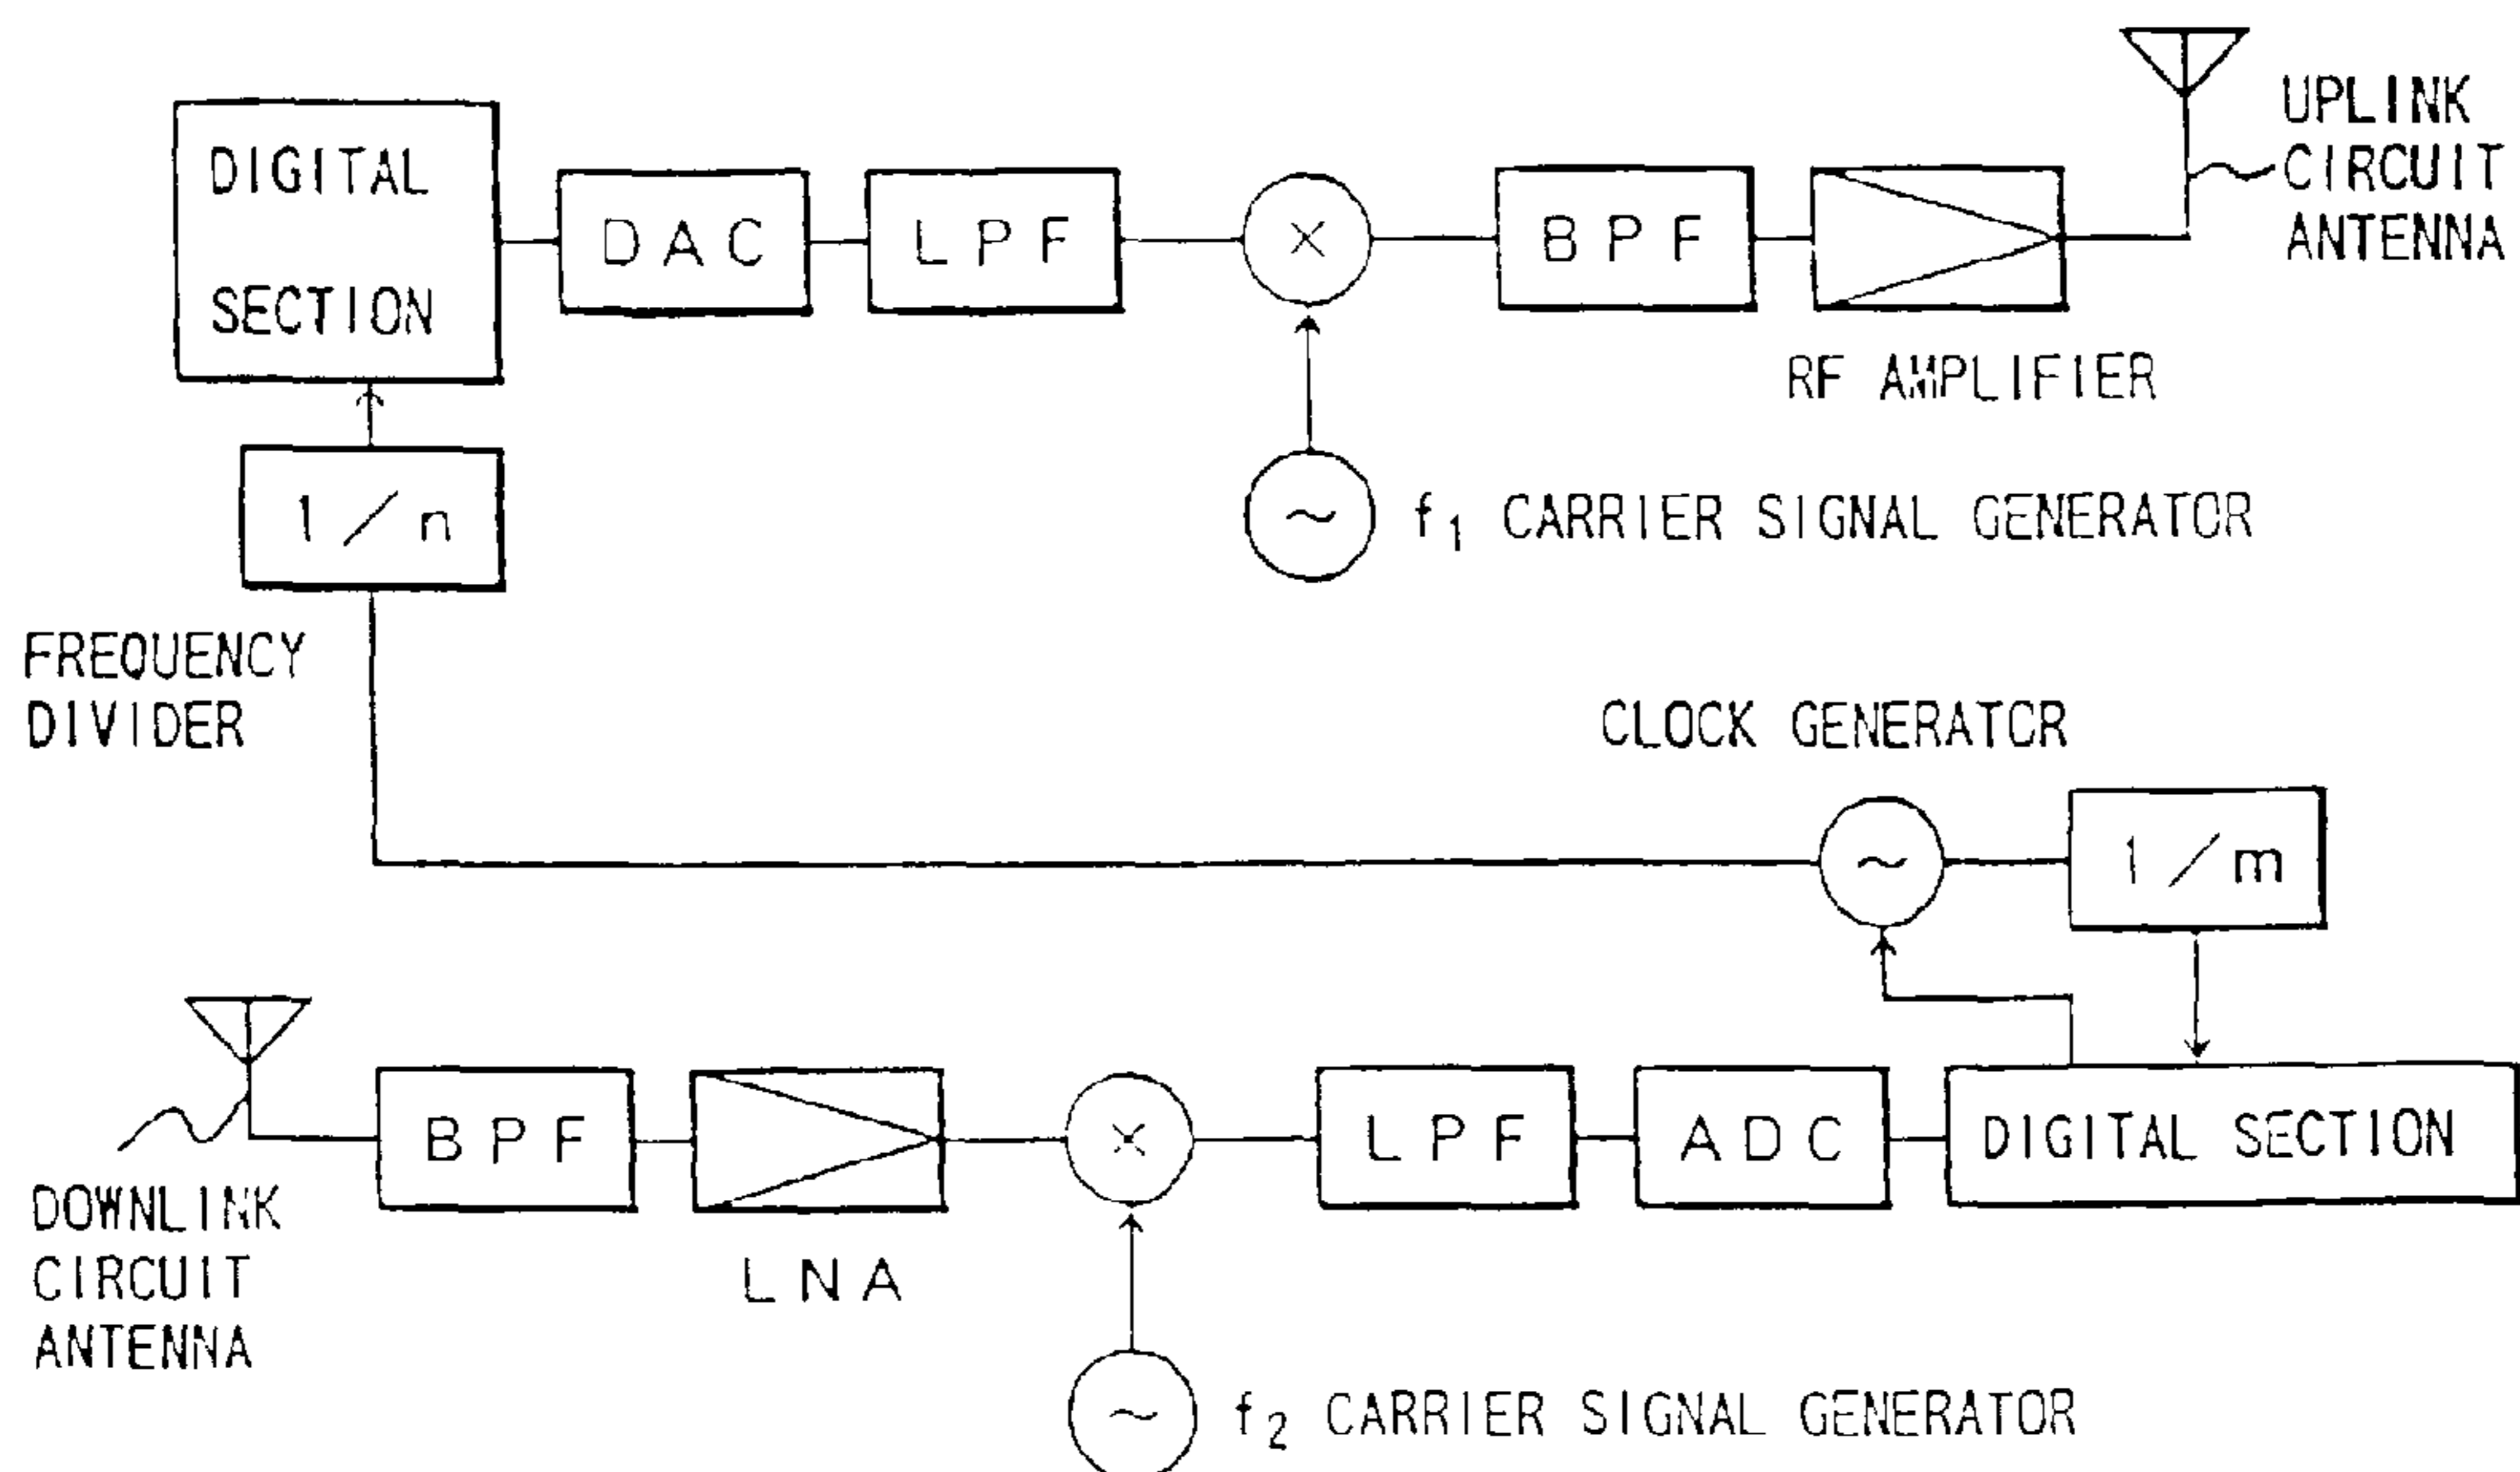 DIGITAL
SECTION
DAC
LPF
×
BPF
UPLINK
CIRCUIT
ANTENNA
RF AMPLIFIER
1/n
~
f₁ CARRIER SIGNAL GENERATOR
FREQUENCY
DIVIDER
CLOCK GENERATOR
~
1/m
BPF
×
LPF
ADC
DIGITAL SECTION
DOWNLINK
CIRCUIT
ANTENNA
LNA
~
f₂ CARRIER SIGNAL GENERATOR